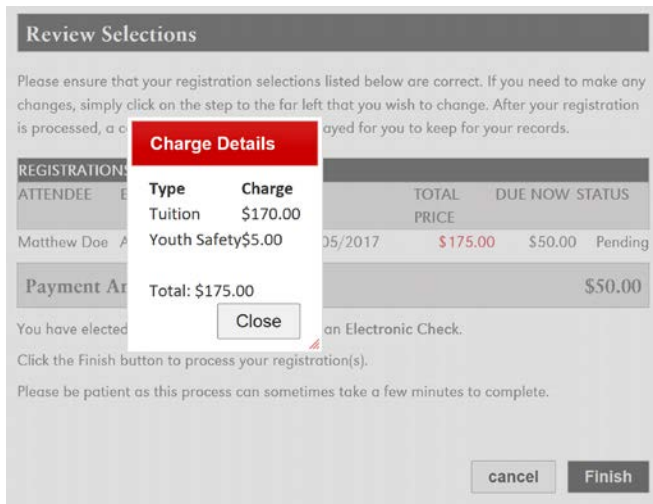 Review Selections
Please ensure that your registration selections listed below are correct. If you need to make any
changes, simply click on the step to the far left that you wish to change. After your registration
is processed, a
ayed for you to keep for your records.
Charge Details
Type Charge
Tuition $170.00
Youth Safety$5.00
Total: $175.00
Close
REGISTRATIONS
ATTENDEE TOTAL PRICE DUE NOW STATUS
Matthew Doe 05/2017 $175.00 $50.00 Pending
Payment $50.00
You have elected an Electronic Check.
Click the Finish button to process your registration(s).
Please be patient as this process can sometimes take a few minutes to complete.
cancel Finish